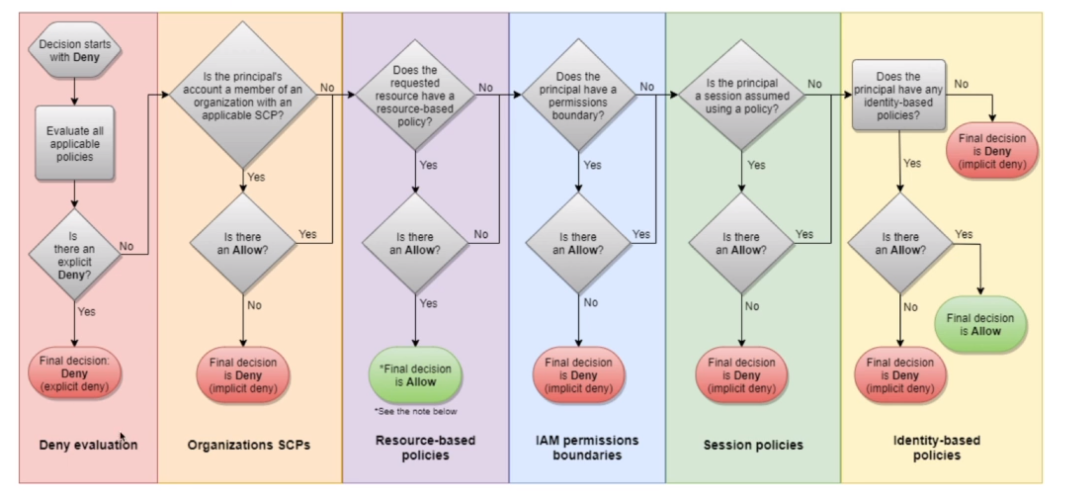 Decision starts
with Deny
Evaluate all
applicable
policies
Is
there an
explicit
Deny?
No
Yes
Final decision:
Deny
(explicit deny)
Deny evaluation
Is the principal's
account a member of an
organization with an
applicable SCP?
No
Yes
Is there
an Allow?
Yes
No
Final decision
is Deny
(implicit deny)
Organizations SCPs
Does the
requested
resource have a
resource-based
policy?
No
Yes
Is there
an Allow?
No
Yes
*Final decision
is Allow
*See the note below
Resource-based
policies
Does the
principal have a
permissions
boundary?
No
Yes
Is there
an Allow?
Yes
No
Final decision
is Deny
(implicit deny)
IAM permissions
boundaries
Is the principal
a session assumed
using a policy?
No
Yes
Is there
an Allow?
Yes
No
Final decision
is Deny
(implicit deny)
Session policies
Does the
principal have any
identity-based
policies?
No
Final decision
is Deny
(implicit deny)
Yes
Is there
an Allow?
Yes
Final decision
is Allow
No
Final decision
is Deny
(implicit deny)
Identity-based
policies